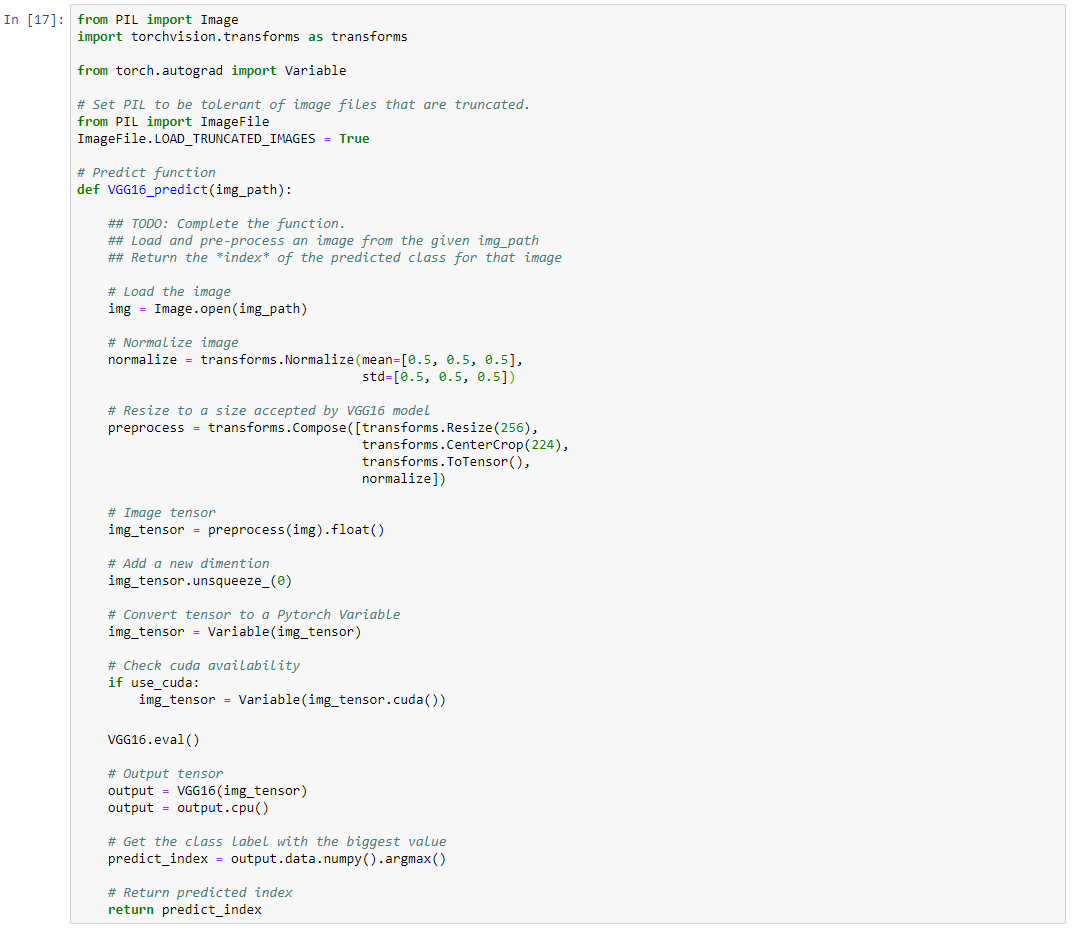 In [17]: from PIL import Image
import torchvision.transforms as transforms

from torch.autograd import Variable

# Set PIL to be tolerant of image files that are truncated.
from PIL import ImageFile
ImageFile.LOAD_TRUNCATED_IMAGES = True

# Predict function
def VGG16_predict(img_path):

    ## TODO: Complete the function.
    ## Load and pre-process an image from the given img_path
    ## Return the *index* of the predicted class for that image

    # Load the image
    img = Image.open(img_path)

    # Normalize image
    normalize = transforms.Normalize(mean=[0.5, 0.5, 0.5],
                                     std=[0.5, 0.5, 0.5])

    # Resize to a size accepted by VGG16 model
    preprocess = transforms.Compose([transforms.Resize(256),
                                     transforms.CenterCrop(224),
                                     transforms.ToTensor(),
                                     normalize])

    # Image tensor
    img_tensor = preprocess(img).float()

    # Add a new dimention
    img_tensor.unsqueeze_(0)

    # Convert tensor to a Pytorch Variable
    img_tensor = Variable(img_tensor)

    # Check cuda availability
    if use_cuda:
        img_tensor = Variable(img_tensor.cuda())

    VGG16.eval()

    # Output tensor
    output = VGG16(img_tensor)
    output = output.cpu()

    # Get the class label with the biggest value
    predict_index = output.data.numpy().argmax()

    # Return predicted index
    return predict_index